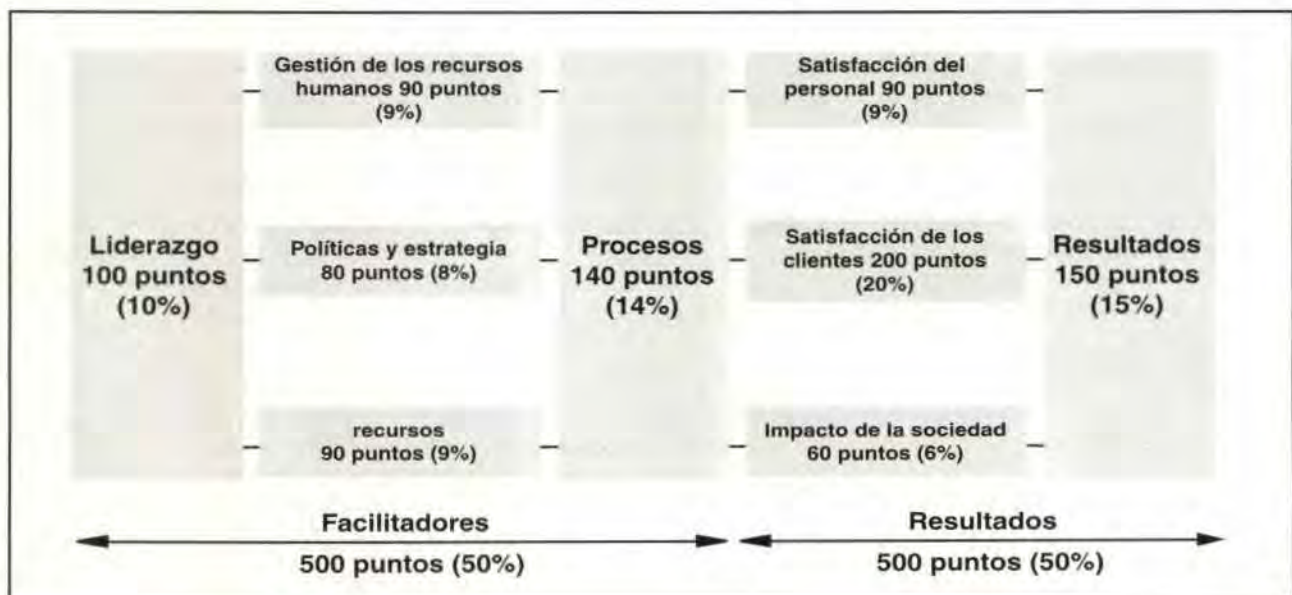 Gestión de los recursos
humanos 90 puntos
(9%)
Satisfacción del
personal 90 puntos
(9%)
Liderazgo
100 puntos
(10%)
Políticas y estrategia
80 puntos (8%)
Procesos
140 puntos
(14%)
Satisfacción de los
clientes 200 puntos
(20%)
Resultados
150 puntos
(15%)
recursos
90 puntos (9%)
Impacto de la sociedad
60 puntos (6%)
Facilitadores
500 puntos (50%)
Resultados
500 puntos (50%)